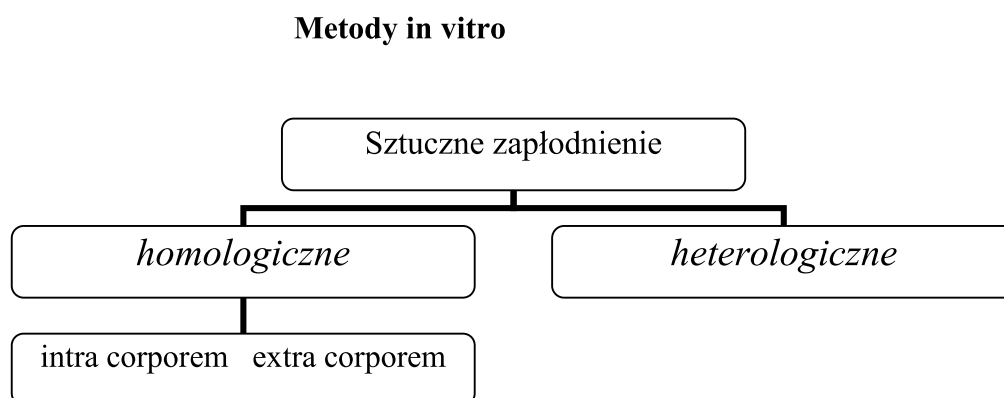 Metody in vitro
Sztuczne zapłodnienie
homologiczne
heterologiczne
intra corporem extra corporem